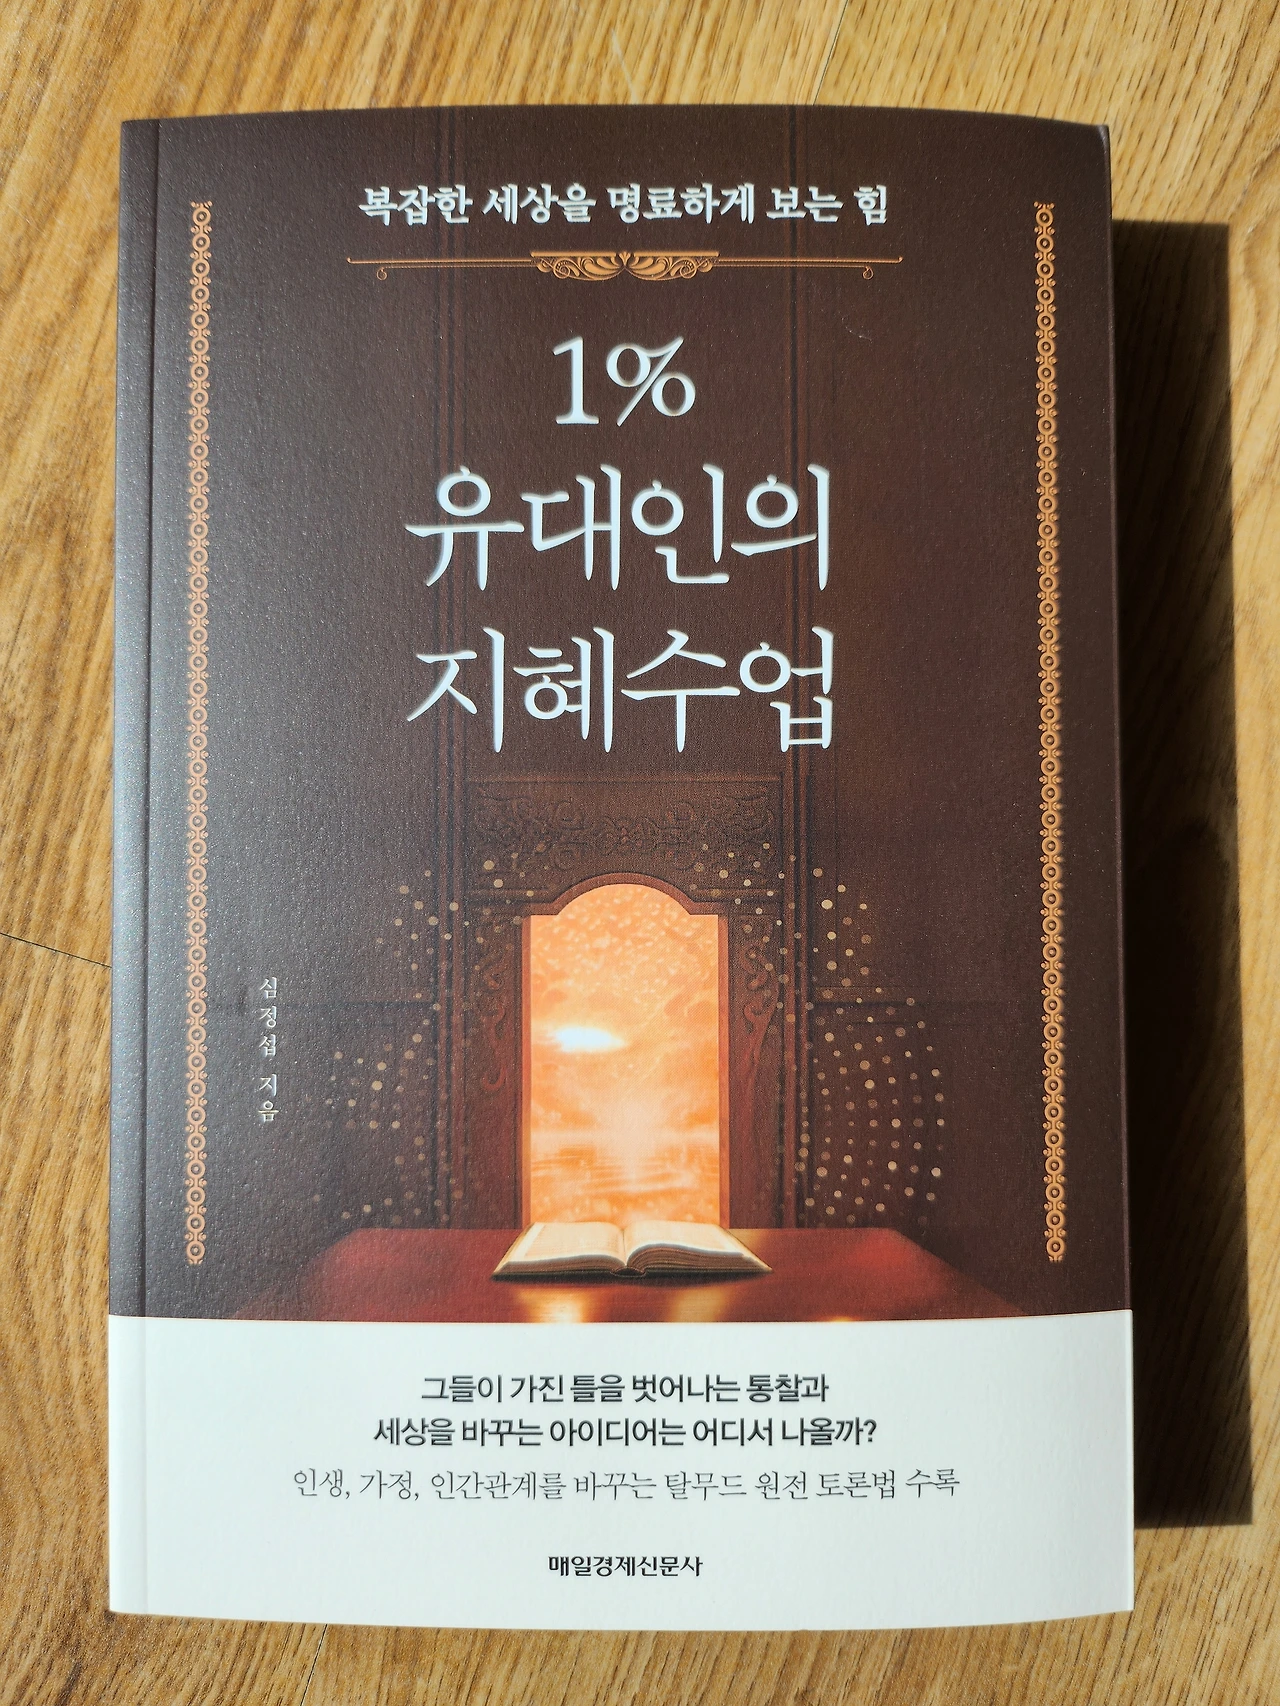 복잡한 세상을 명료하게 보는 힘
1%
유대인의
지혜수업
심정섭 지음
그들이 가진 틀을 벗어나는 통찰과
세상을 바꾸는 아이디어는 어디서 나올까?
인생, 가정, 인간관계를 바꾸는 탈무드 원전 토론법 수록
매일경제신문사